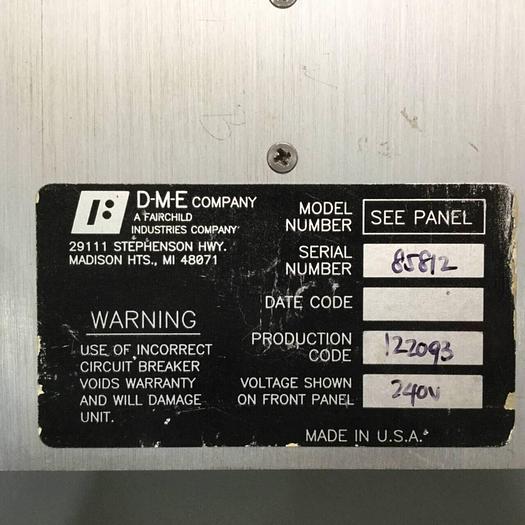 D-M-E COMPANY
A FAIRCHILD
INDUSTRIES COMPANY
29111 STEPHENSON HWY.
MADISON HTS., MI 48071
WARNING
USE OF INCORRECT
CIRCUIT BREAKER
VOIDS WARRANTY
AND WILL DAMAGE
UNIT.
MODEL
NUMBER
SEE PANEL
SERIAL
NUMBER
85812
DATE CODE
PRODUCTION
CODE
122093
VOLTAGE SHOWN
ON FRONT PANEL
240V
MADE IN U.S.A.